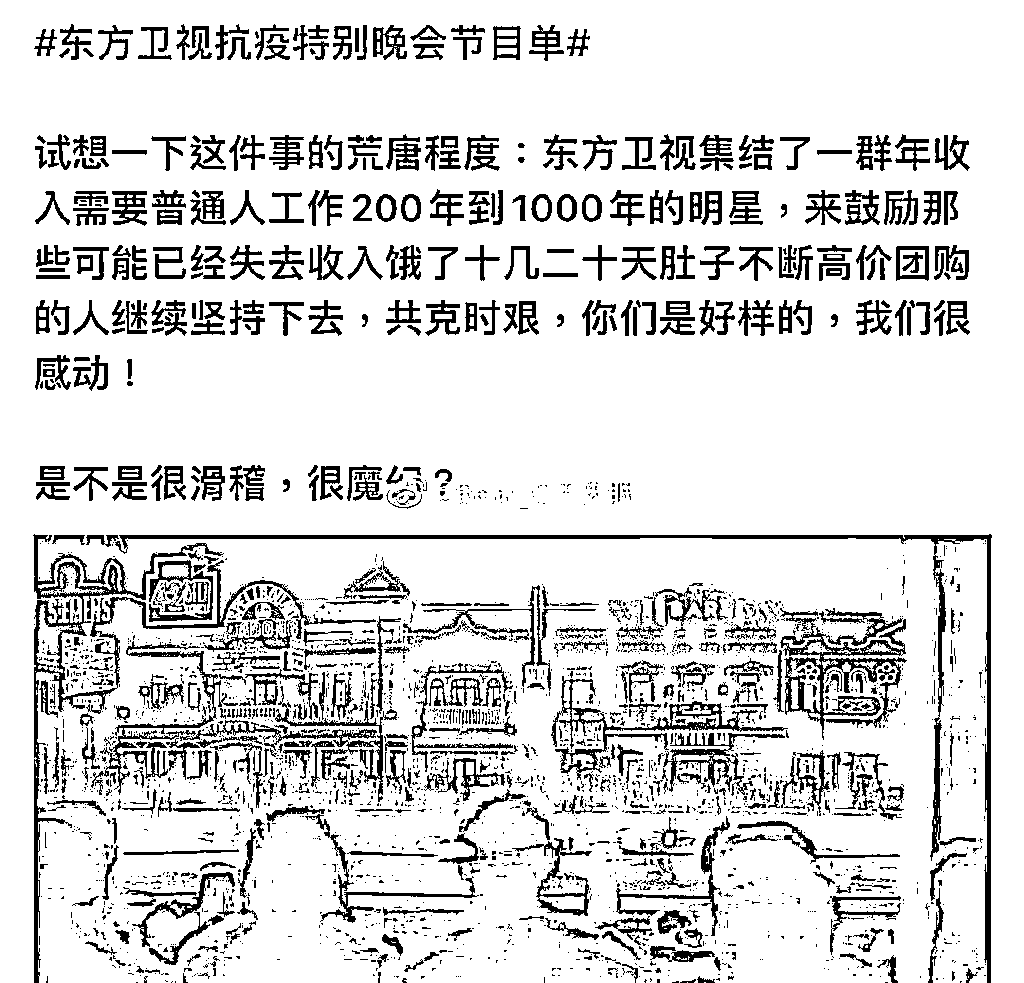 #东方卫视抗疫特别晚会节目单#
试想一下这件事的荒唐程度：东方卫视集结了一群年收
入需要普通人工作200年到1000年的明星，来鼓励那
些可能已经失去收入饿了十几二十天肚子不断高价团购
的人继续坚持下去，共克时艰，你们是好样的，我们很
感动！
是不是很滑稽，很魔幻？